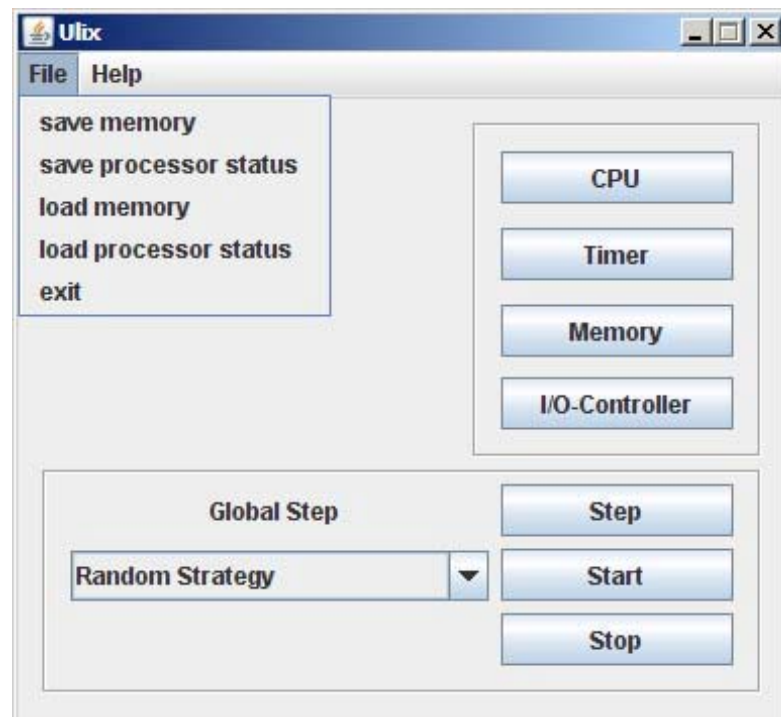 Ulix
File Help
save memory
save processor status
load memory
load processor status
exit
CPU
Timer
Memory
I/O-Controller
Global Step
Step
Random Strategy
Start
Stop